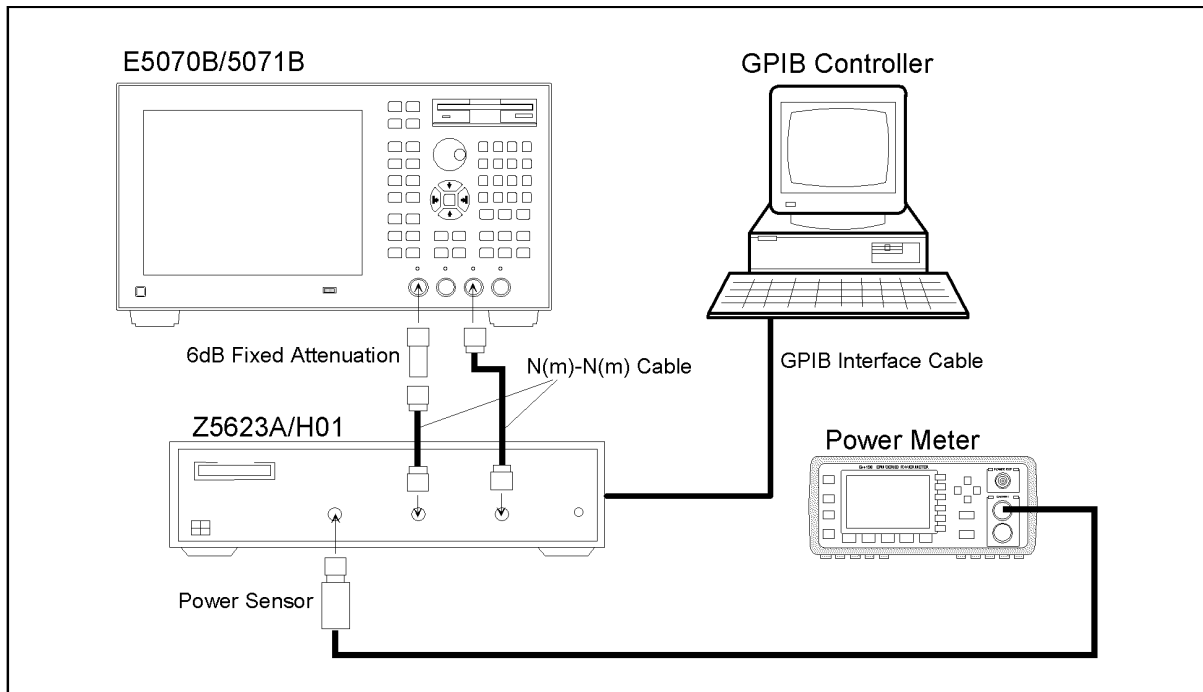 E5070B/5071B
GPIB Controller
6dB Fixed Attenuation
N(m)-N(m) Cable
GPIB Interface Cable
Z5623A/H01
Power Meter
Power Sensor